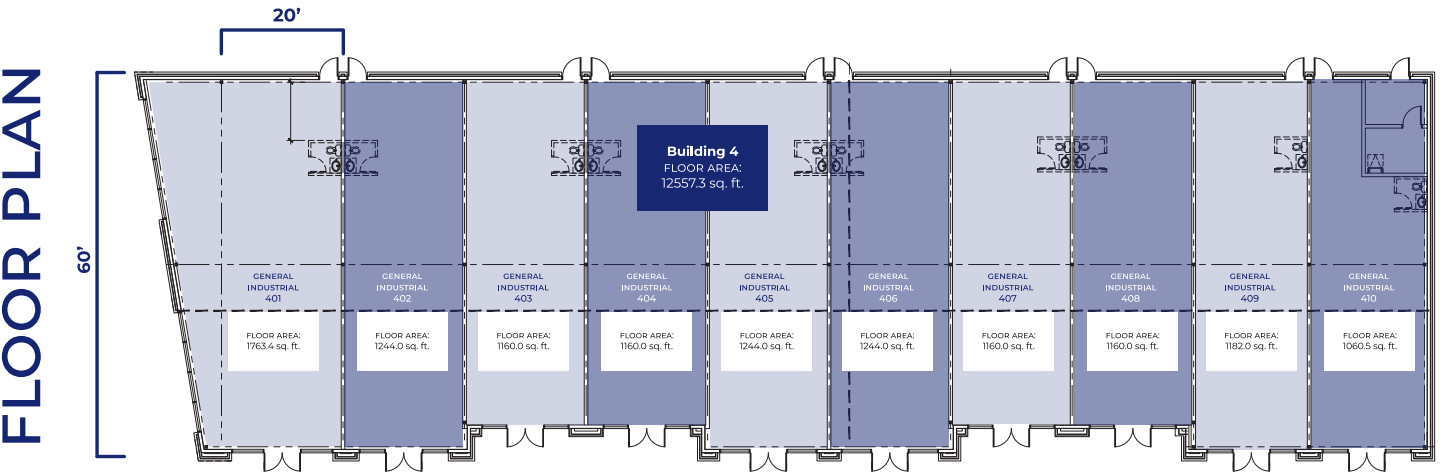 FLOOR PLAN
20’
60’
Building 4
FLOOR AREA:
12557.3 sq. ft.
GENERAL
INDUSTRIAL
401
FLOOR AREA:
1763.4 sq. ft.
GENERAL
INDUSTRIAL
402
FLOOR AREA:
1244.0 sq. ft.
GENERAL
INDUSTRIAL
403
FLOOR AREA:
1160.0 sq. ft.
GENERAL
INDUSTRIAL
404
FLOOR AREA:
1160.0 sq. ft.
GENERAL
INDUSTRIAL
405
FLOOR AREA:
1244.0 sq. ft.
GENERAL
INDUSTRIAL
406
FLOOR AREA:
1244.0 sq. ft.
GENERAL
INDUSTRIAL
407
FLOOR AREA:
1160.0 sq. ft.
GENERAL
INDUSTRIAL
408
FLOOR AREA:
1160.0 sq. ft.
GENERAL
INDUSTRIAL
409
FLOOR AREA:
1182.0 sq. ft.
GENERAL
INDUSTRIAL
410
FLOOR AREA:
1060.5 sq. ft.